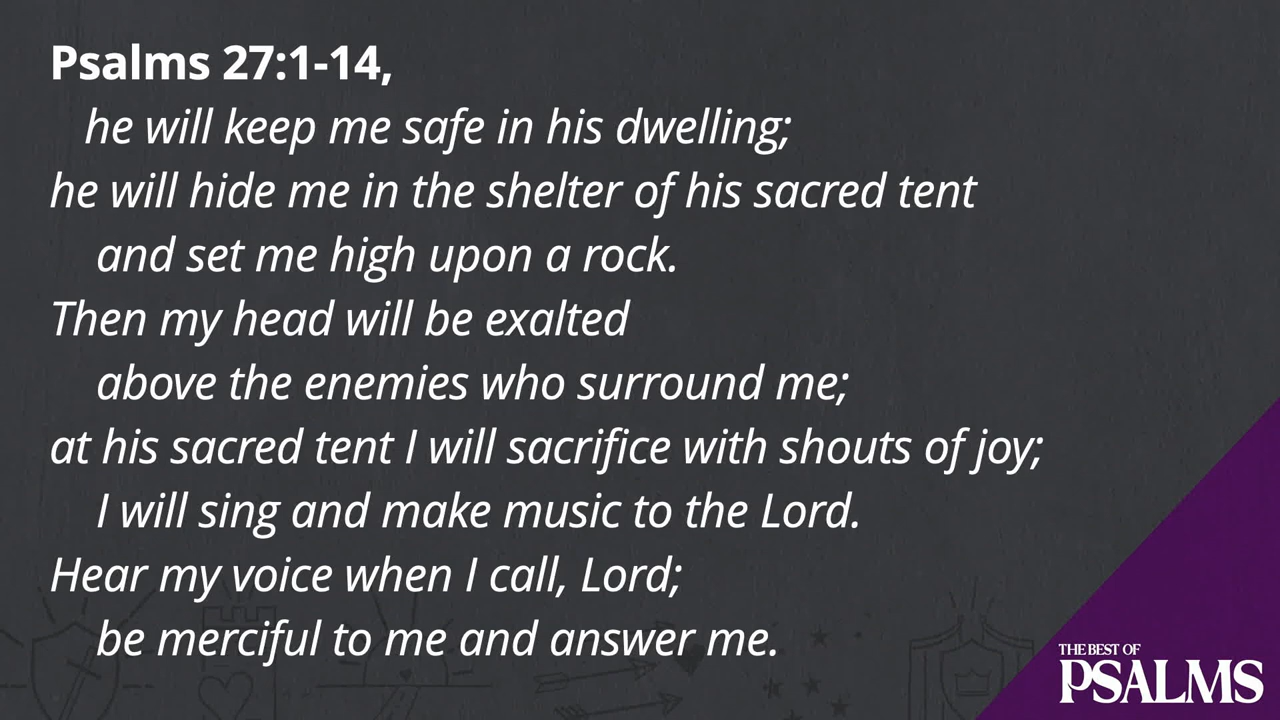 Psalms 27:1-14,
he will keep me safe in his dwelling;
he will hide me in the shelter of his sacred tent
and set me high upon a rock.
Then my head will be exalted
above the enemies who surround me;
at his sacred tent I will sacrifice with shouts of joy;
I will sing and make music to the Lord.
Hear my voice when I call, Lord;
be merciful to me and answer me.
THE BEST OF
PSALMS